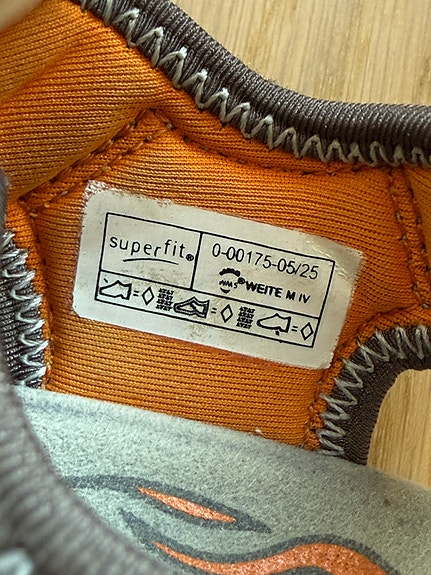 superfit®
0-00175-05/25
WMS® WEITE M IV